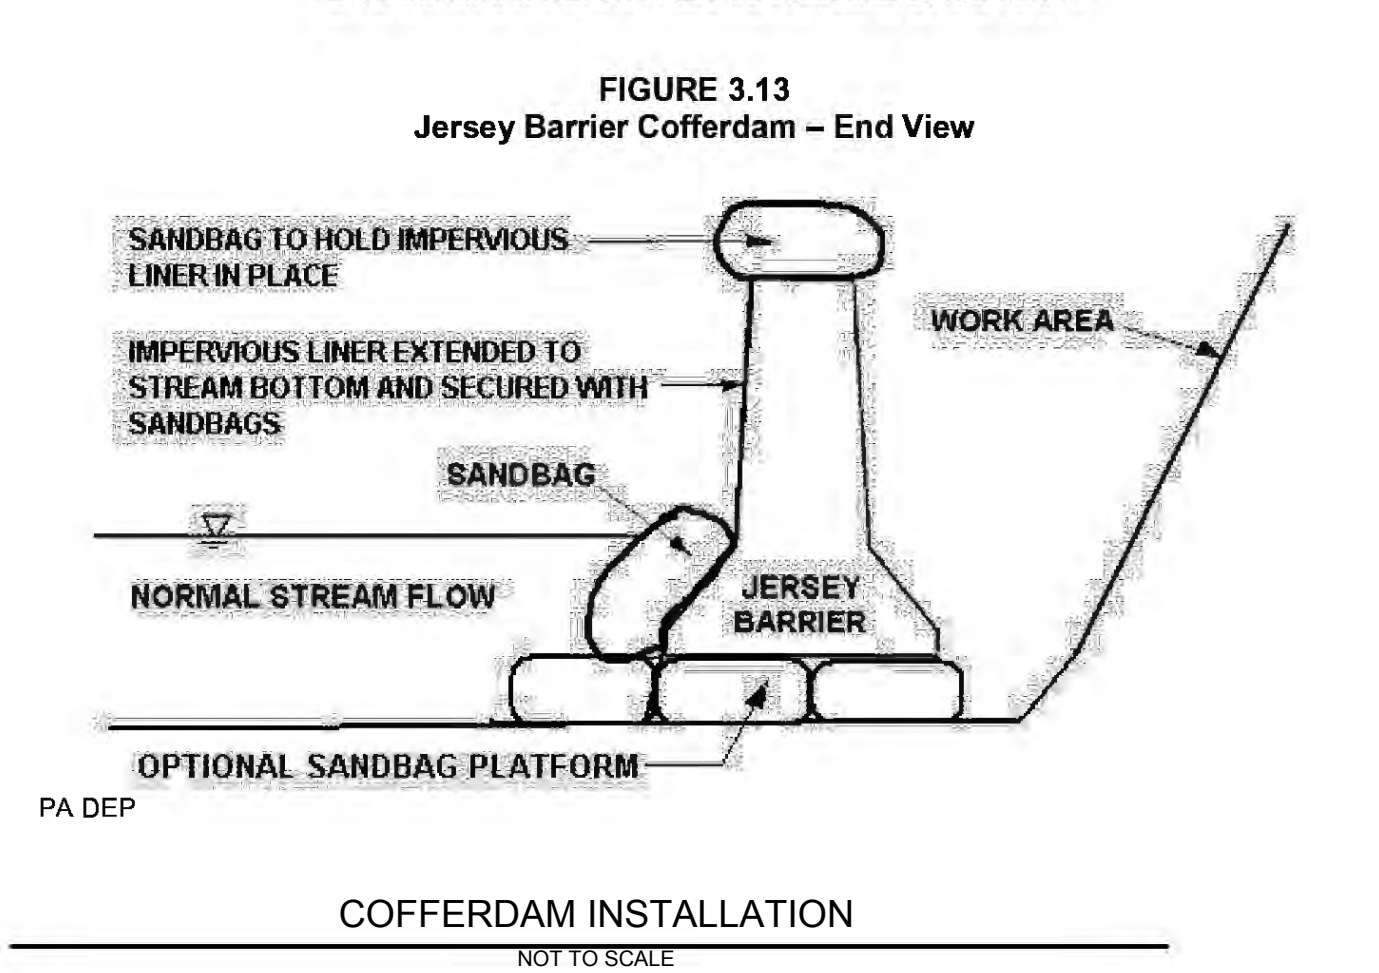 FIGURE 3.13
Jersey Barrier Cofferdam – End View
SANDBAG TO HOLD IMPERVIOUS
LINER IN PLACE
WORK AREA
IMPERVIOUS LINER EXTENDED TO
STREAM BOTTOM AND SECURED WITH
SANDBAGS
SANDBAG
NORMAL STREAM FLOW
JERSEY
BARRIER
OPTIONAL SANDBAG PLATFORM
PA DEP
COFFERDAM INSTALLATION
NOT TO SCALE